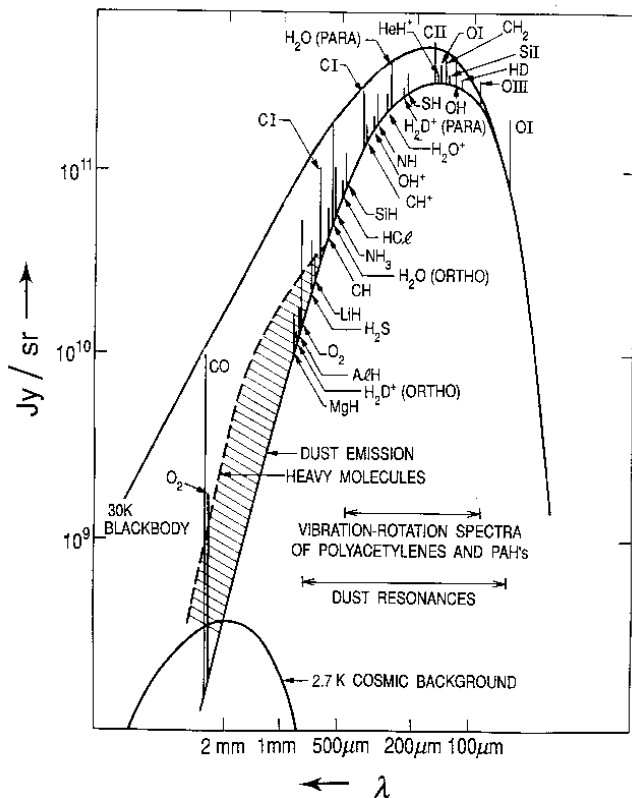 CH₂
CII
OI
HeH⁺
SiI
H₂O (PARA)
HD
OIII
CI
SH
OH
H₂D⁺ (PARA)
OI
CI
H₂O⁺
NH
OH⁺
CH⁺
SiH
HCℓ
NH₃
H₂O (ORTHO)
CH
LiH
H₂S
O₂
AℓH
H₂D⁺ (ORTHO)
MgH
CO
DUST EMISSION
HEAVY MOLECULES
O₂
30K
BLACKBODY
VIBRATION-ROTATION SPECTRA
OF POLYACETYLENES AND PAH's
DUST RESONANCES
2.7 K COSMIC BACKGROUND
10¹¹
10¹⁰
10⁹
Jy / sr →
2 mm 1mm 500µm 200µm 100µm
← λ